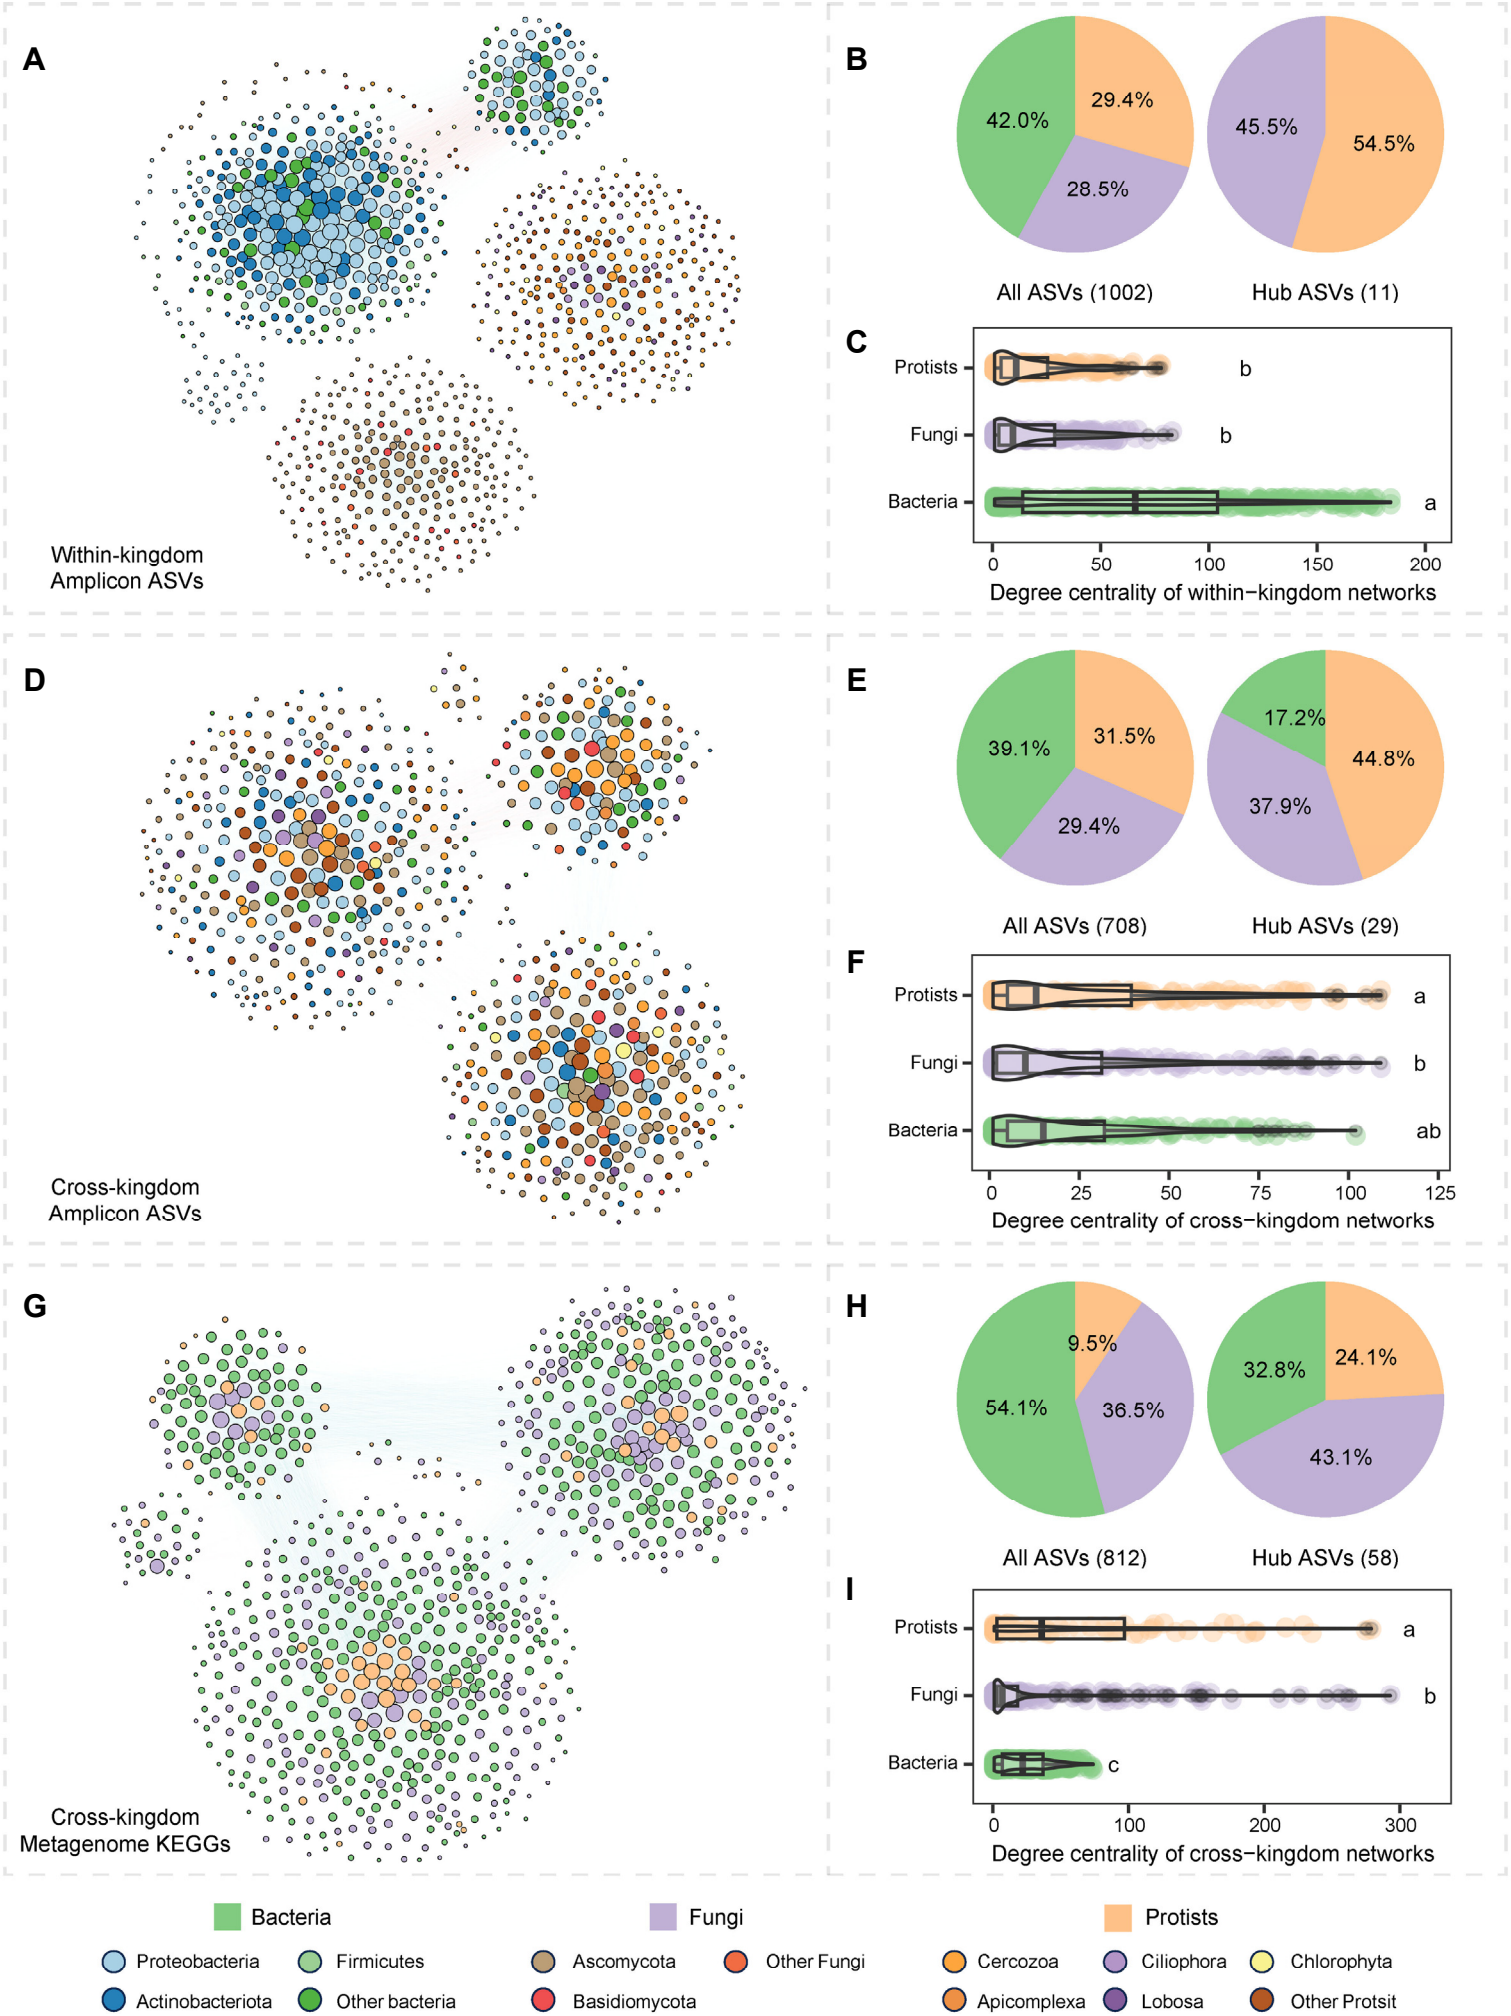 A
Within-kingdom
Amplicon ASVs
B
42.0%
29.4%
28.5%
45.5%
54.5%
All ASVs (1002)
Hub ASVs (11)
C
Protists
b
Fungi
b
Bacteria
a
0 50 100 150 200
Degree centrality of within−kingdom networks
D
Cross-kingdom
Amplicon ASVs
E
39.1%
31.5%
29.4%
17.2%
44.8%
37.9%
All ASVs (708)
Hub ASVs (29)
F
Protists
a
Fungi
b
Bacteria
ab
0 25 50 75 100 125
Degree centrality of cross−kingdom networks
G
Cross-kingdom
Metagenome KEGGs
H
9.5%
54.1%
36.5%
32.8%
24.1%
43.1%
All ASVs (812)
Hub ASVs (58)
I
Protists
a
Fungi
b
Bacteria
c
0 100 200 300
Degree centrality of cross−kingdom networks
Bacteria Fungi Protists
Proteobacteria Firmicutes Ascomycota Other Fungi Cercozoa Ciliophora Chlorophyta
Actinobacteriota Other bacteria Basidiomycota Apicomplexa Lobosa Other Protsit